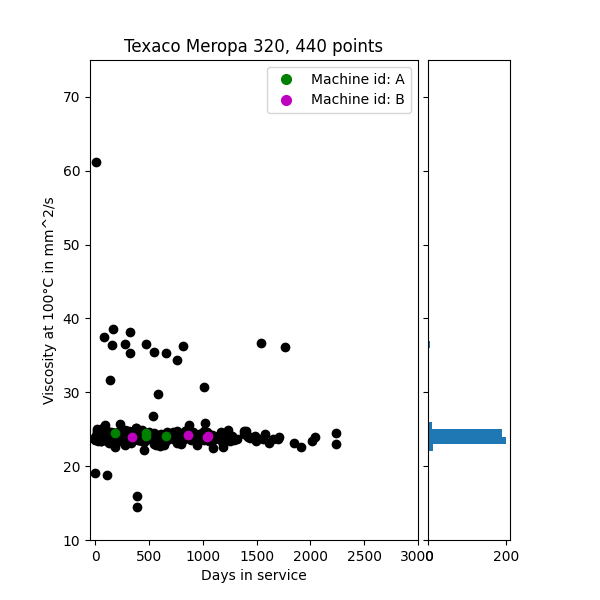 Texaco Meropa 320, 440 points
Machine id: A
Machine id: B
Viscosity at 100°C in mm^2/s
70
60
50
40
30
20
10
0 500 1000 1500 2000 2500 3000
0 200
Days in service